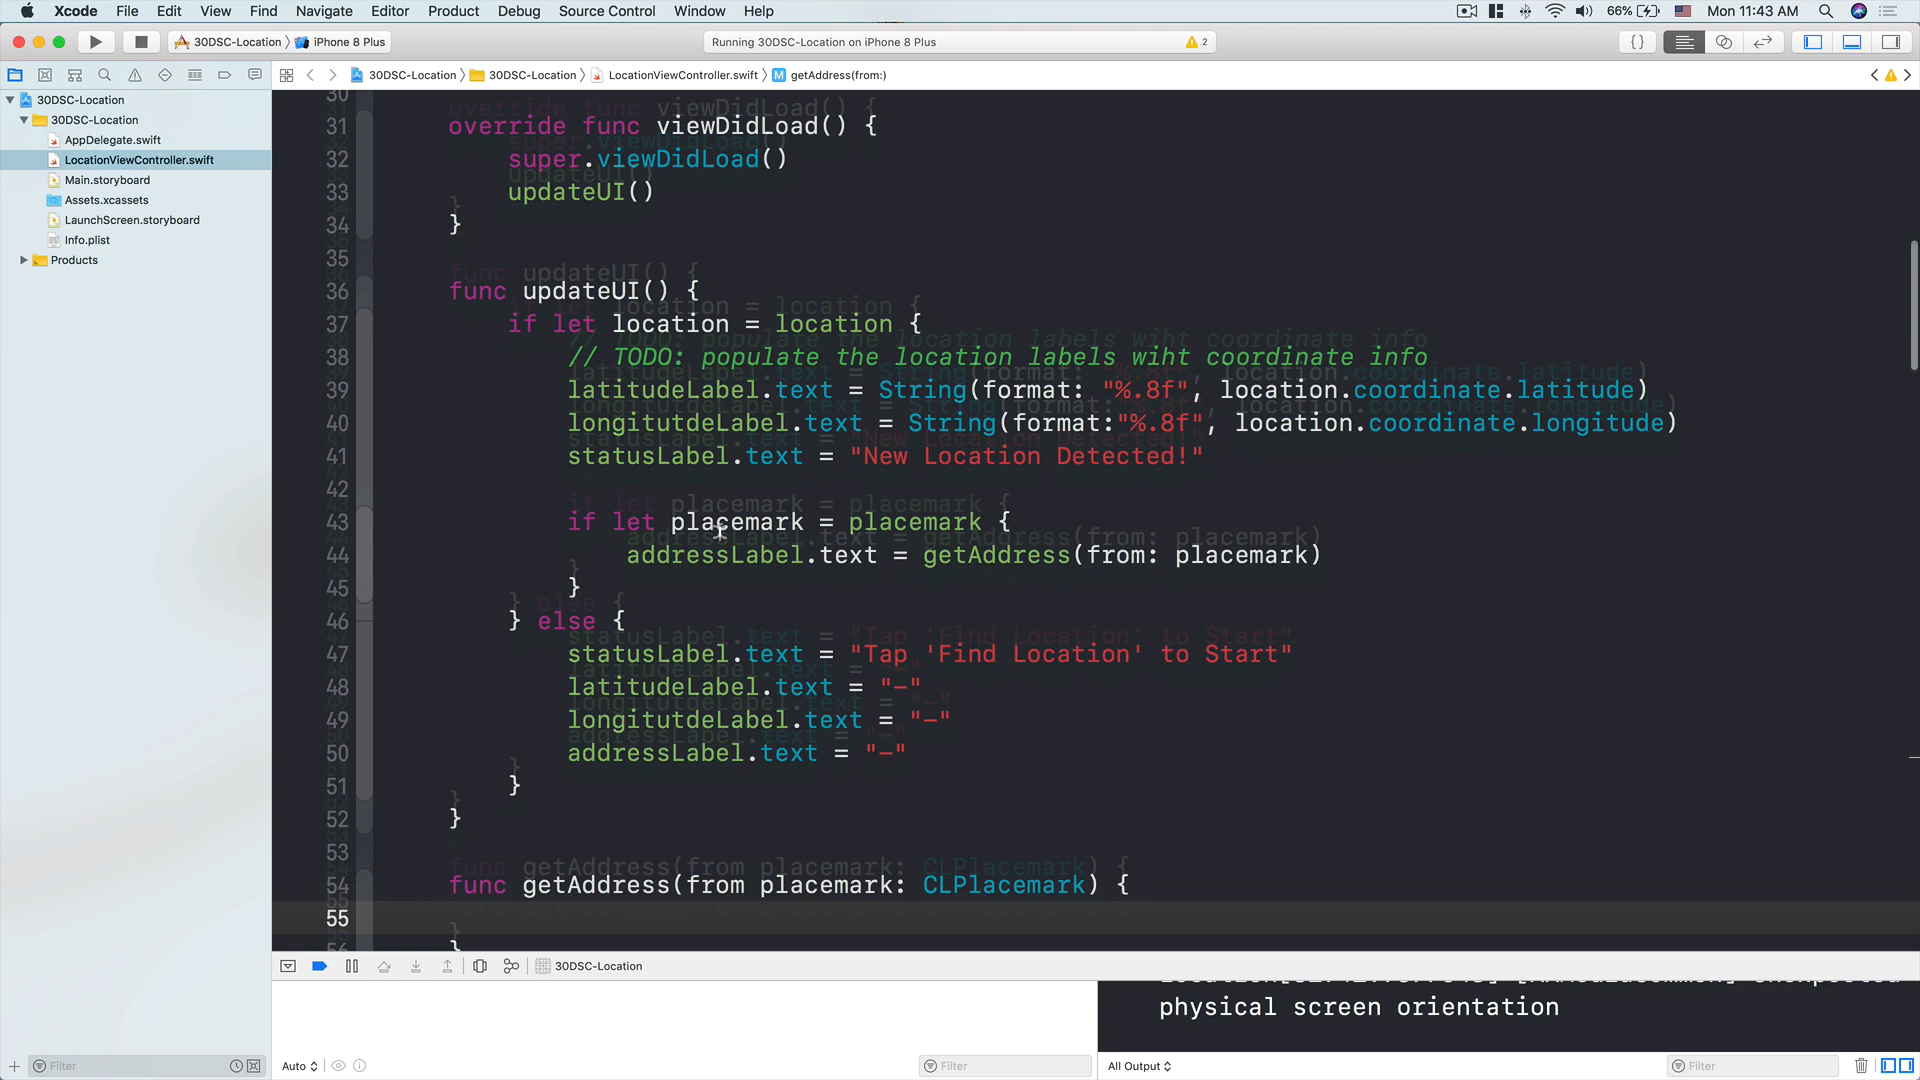 Xcode File Edit View Find Navigate Editor Product Debug Source Control Window Help 66% Mon 11:43 AM
30DSC-Location iPhone 8 Plus Running 30DSC-Location on iPhone 8 Plus 2 {}
30DSC-Location 30DSC-Location LocationViewController.swift M getAddress(from:)
30DSC-Location
30DSC-Location
AppDelegate.swift
LocationViewController.swift
Main.storyboard
Assets.xcassets
LaunchScreen.storyboard
Info.plist
Products
Filter
30
31 override func viewDidLoad() {
32 super.viewDidLoad()
33 updateUI()
34 }
35
36 func updateUI() {
37 if let location = location {
38 // TODO: populate the location labels wiht coordinate info
39 latitudeLabel.text = String(format: "%.8f", location.coordinate.latitude)
40 longitutdeLabel.text = String(format:"%.8f", location.coordinate.longitude)
41 statusLabel.text = "New Location Detected!"
42
43 if let placemark = placemark {
44 addressLabel.text = getAddress(from: placemark)
45 }
46 } else {
47 statusLabel.text = "Tap 'Find Location' to Start"
48 latitudeLabel.text = "—"
49 longitutdeLabel.text = "—"
50 addressLabel.text = "—"
51 }
52 }
53
54 func getAddress(from placemark: CLPlacemark) {
55
56 }
30DSC-Location
physical screen orientation
Auto Filter All Output Filter